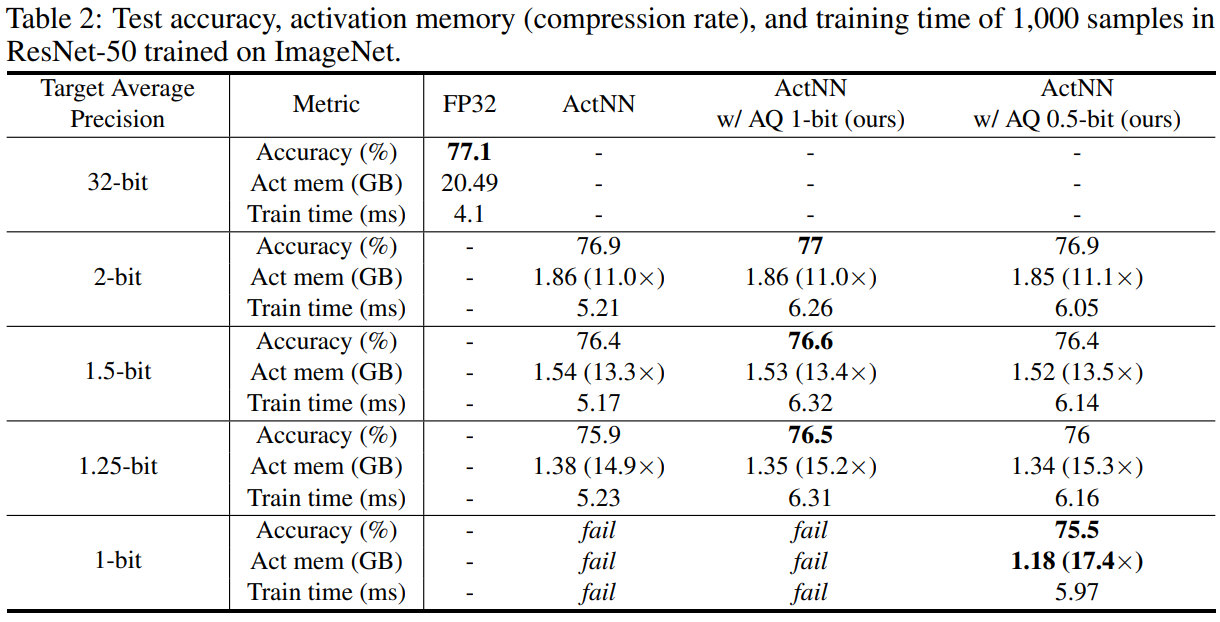 Table 2: Test accuracy, activation memory (compression rate), and training time of 1,000 samples in
ResNet-50 trained on ImageNet.
Target Average Precision | Metric | FP32 | ActNN | ActNN w/ AQ 1-bit (ours) | ActNN w/ AQ 0.5-bit (ours)
32-bit | Accuracy (%) | 77.1 | - | - | -
Act mem (GB) | 20.49 | - | - | -
Train time (ms) | 4.1 | - | - | -
2-bit | Accuracy (%) | - | 76.9 | 77 | 76.9
Act mem (GB) | - | 1.86 (11.0×) | 1.86 (11.0×) | 1.85 (11.1×)
Train time (ms) | - | 5.21 | 6.26 | 6.05
1.5-bit | Accuracy (%) | - | 76.4 | 76.6 | 76.4
Act mem (GB) | - | 1.54 (13.3×) | 1.53 (13.4×) | 1.52 (13.5×)
Train time (ms) | - | 5.17 | 6.32 | 6.14
1.25-bit | Accuracy (%) | - | 75.9 | 76.5 | 76
Act mem (GB) | - | 1.38 (14.9×) | 1.35 (15.2×) | 1.34 (15.3×)
Train time (ms) | - | 5.23 | 6.31 | 6.16
1-bit | Accuracy (%) | - | fail | fail | 75.5
Act mem (GB) | - | fail | fail | 1.18 (17.4×)
Train time (ms) | - | fail | fail | 5.97